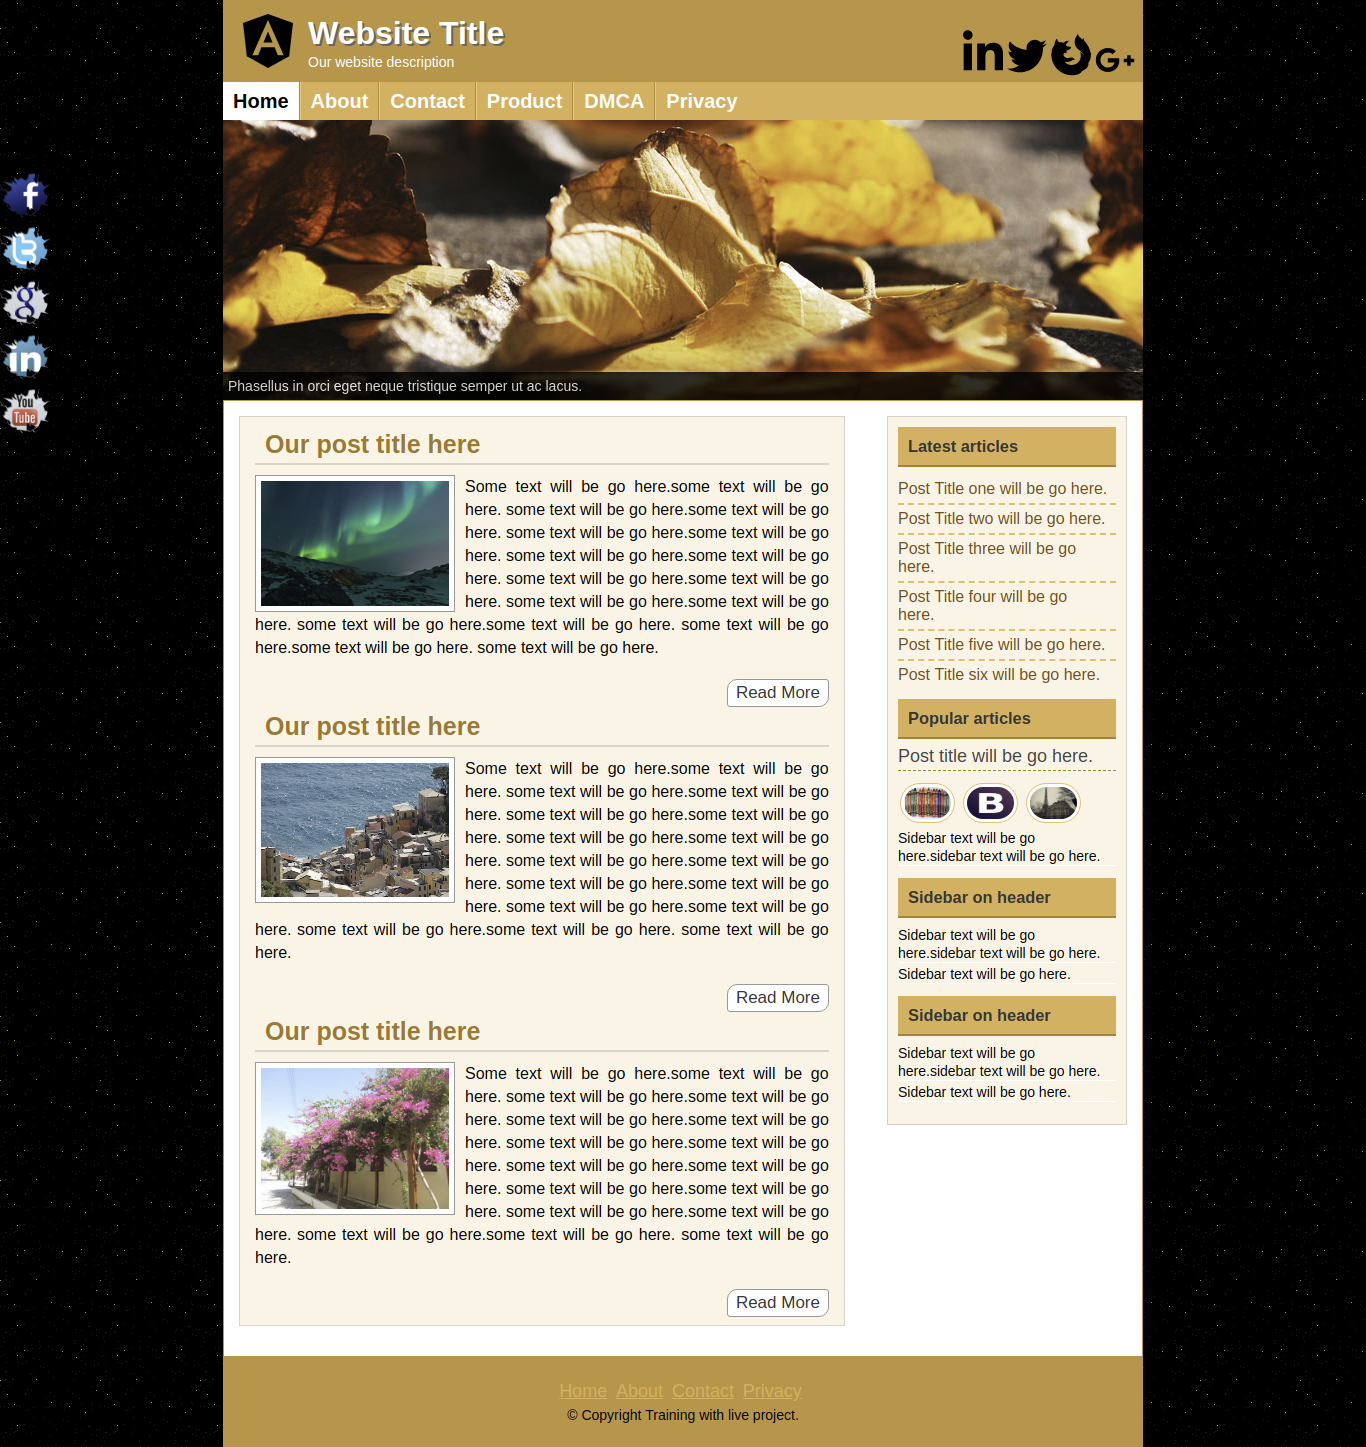 Website Title
Our website description
Home About Contact Product DMCA Privacy
Phasellus in orci eget neque tristique semper ut ac lacus.
Our post title here
Some text will be go here.some text will be go
here. some text will be go here.some text will be go
here. some text will be go here.some text will be go
here. some text will be go here.some text will be go
here. some text will be go here.some text will be go
here. some text will be go here.some text will be go
here. some text will be go here.some text will be go here. some text will be go
here.some text will be go here. some text will be go here.
Read More
Our post title here
Some text will be go here.some text will be go
here. some text will be go here.some text will be go
here. some text will be go here.some text will be go
here. some text will be go here.some text will be go
here. some text will be go here.some text will be go
here. some text will be go here.some text will be go
here. some text will be go here.some text will be go
here. some text will be go here.some text will be go here. some text will be go
here.
Read More
Our post title here
Some text will be go here.some text will be go
here. some text will be go here.some text will be go
here. some text will be go here.some text will be go
here. some text will be go here.some text will be go
here. some text will be go here.some text will be go
here. some text will be go here.some text will be go
here. some text will be go here.some text will be go
here. some text will be go here.some text will be go here. some text will be go
here.
Read More
Latest articles
Post Title one will be go here.
Post Title two will be go here.
Post Title three will be go
here.
Post Title four will be go
here.
Post Title five will be go here.
Post Title six will be go here.
Popular articles
Post title will be go here.
B
Sidebar text will be go
here.sidebar text will be go here.
Sidebar on header
Sidebar text will be go
here.sidebar text will be go here.
Sidebar text will be go here.
Sidebar on header
Sidebar text will be go
here.sidebar text will be go here.
Sidebar text will be go here.
Home About Contact Privacy
© Copyright Training with live project.
A
in
G+
f
t
g
in
You
Tube